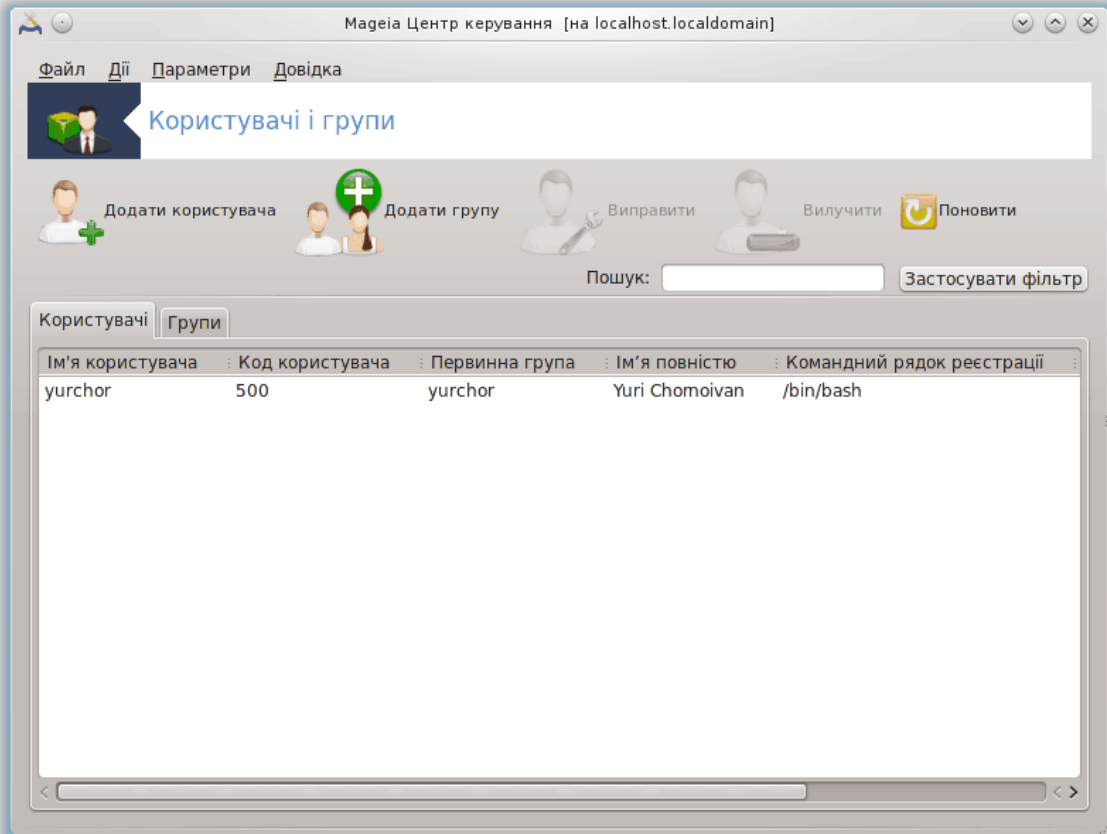 Mageia Центр керування [на localhost.localdomain]
Файл Дії Параметри Довідка
Користувачі і групи
Додати користувача Додати групу Виправити Вилучити Поновити
Пошук: Застосувати фільтр
Користувачі Групи
Ім'я користувача Код користувача Первинна група Ім’я повністю Командний рядок реєстрації
yurchor 500 yurchor Yuri Chornoivan /bin/bash